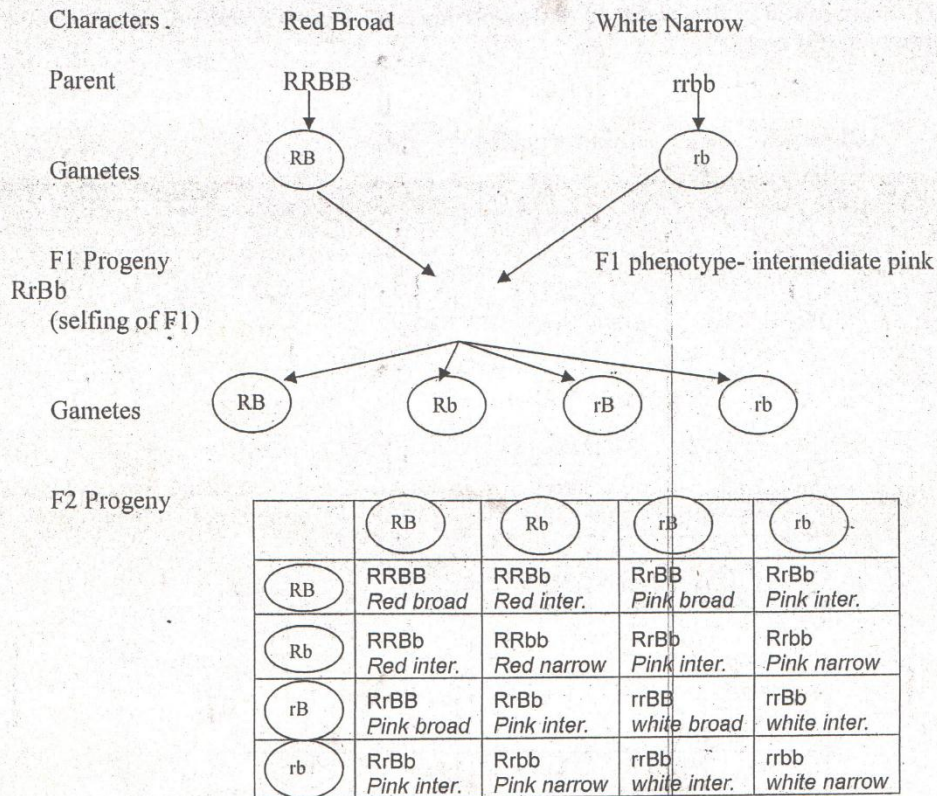 Characters . Red Broad White Narrow
Parent RRBB rrbb
Gametes RB rb
F1 Progeny F1 phenotype- intermediate pink
RrBb
(selfing of F1)
Gametes RB Rb rB rb
F2 Progeny
RB Rb rB rb
RB RRBB RRBb RrBB RrBb
Red broad Red inter. Pink broad Pink inter.
Rb RRBb RRbb RrBb Rrbb
Red inter. Red narrow Pink inter. Pink narrow
rB RrBB RrBb rrBB rrBb
Pink broad Pink inter. white broad white inter.
rb RrBb Rrbb rrBb rrbb
Pink inter. Pink narrow white inter. white narrow